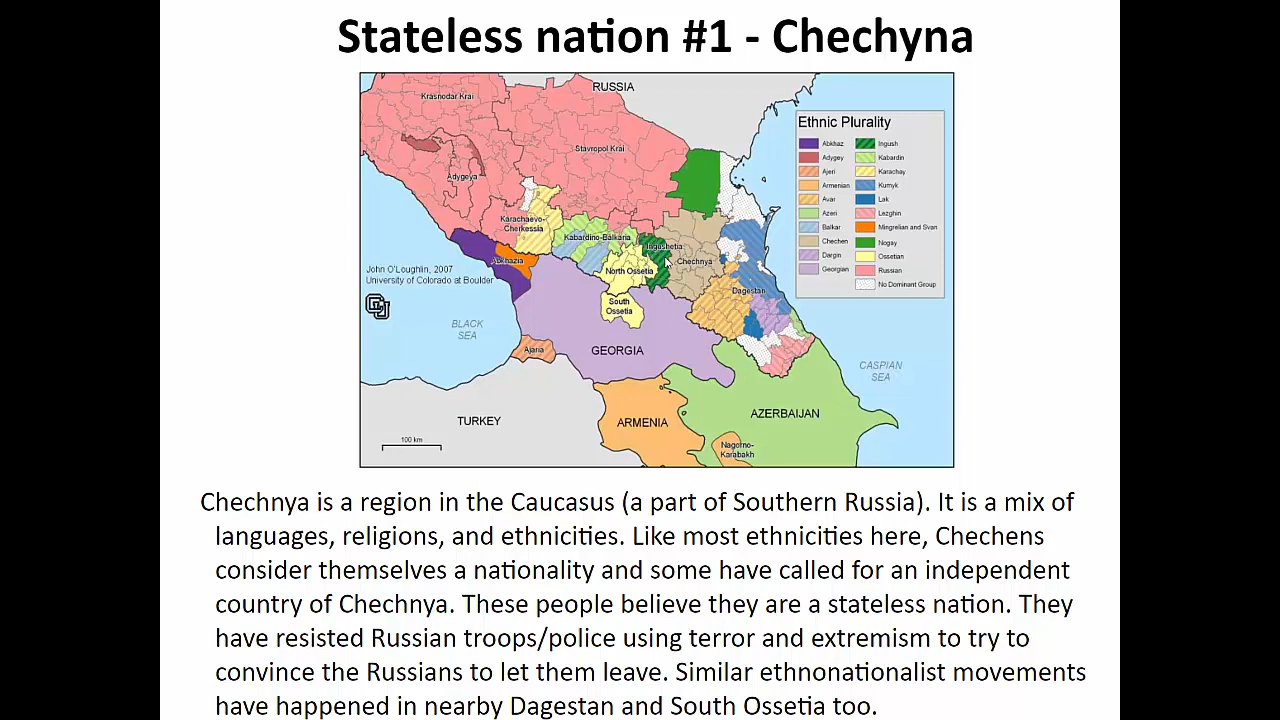 Stateless nation #1 - Chechyna
RUSSIA
Krasnodar Krai
Stavropol Krai
Adygeya
Karachaevo-
Cherkessia
Kabardino-Balkaria
Ingushetia
Chechnya
North Ossetia
Abkhazia
South
Ossetia
Dagestan
John O'Loughlin, 2007
University of Colorado at Boulder
CU
BLACK
SEA
Ajaria
GEORGIA
CASPIAN
SEA
TURKEY
ARMENIA
AZERBAIJAN
Nagorno-
Karabakh
100 km
Ethnic Plurality
Abkhaz
Adygey
Ajeri
Armenian
Avar
Azeri
Balkar
Chechen
Dargin
Georgian
Ingush
Kabardin
Karachay
Kumyk
Lak
Lezghin
Mingrelian and Svan
Nogay
Ossetian
Russian
No Dominant Group
Chechnya is a region in the Caucasus (a part of Southern Russia). It is a mix of
languages, religions, and ethnicities. Like most ethnicities here, Chechens
consider themselves a nationality and some have called for an independent
country of Chechnya. These people believe they are a stateless nation. They
have resisted Russian troops/police using terror and extremism to try to
convince the Russians to let them leave. Similar ethnonationalist movements
have happened in nearby Dagestan and South Ossetia too.